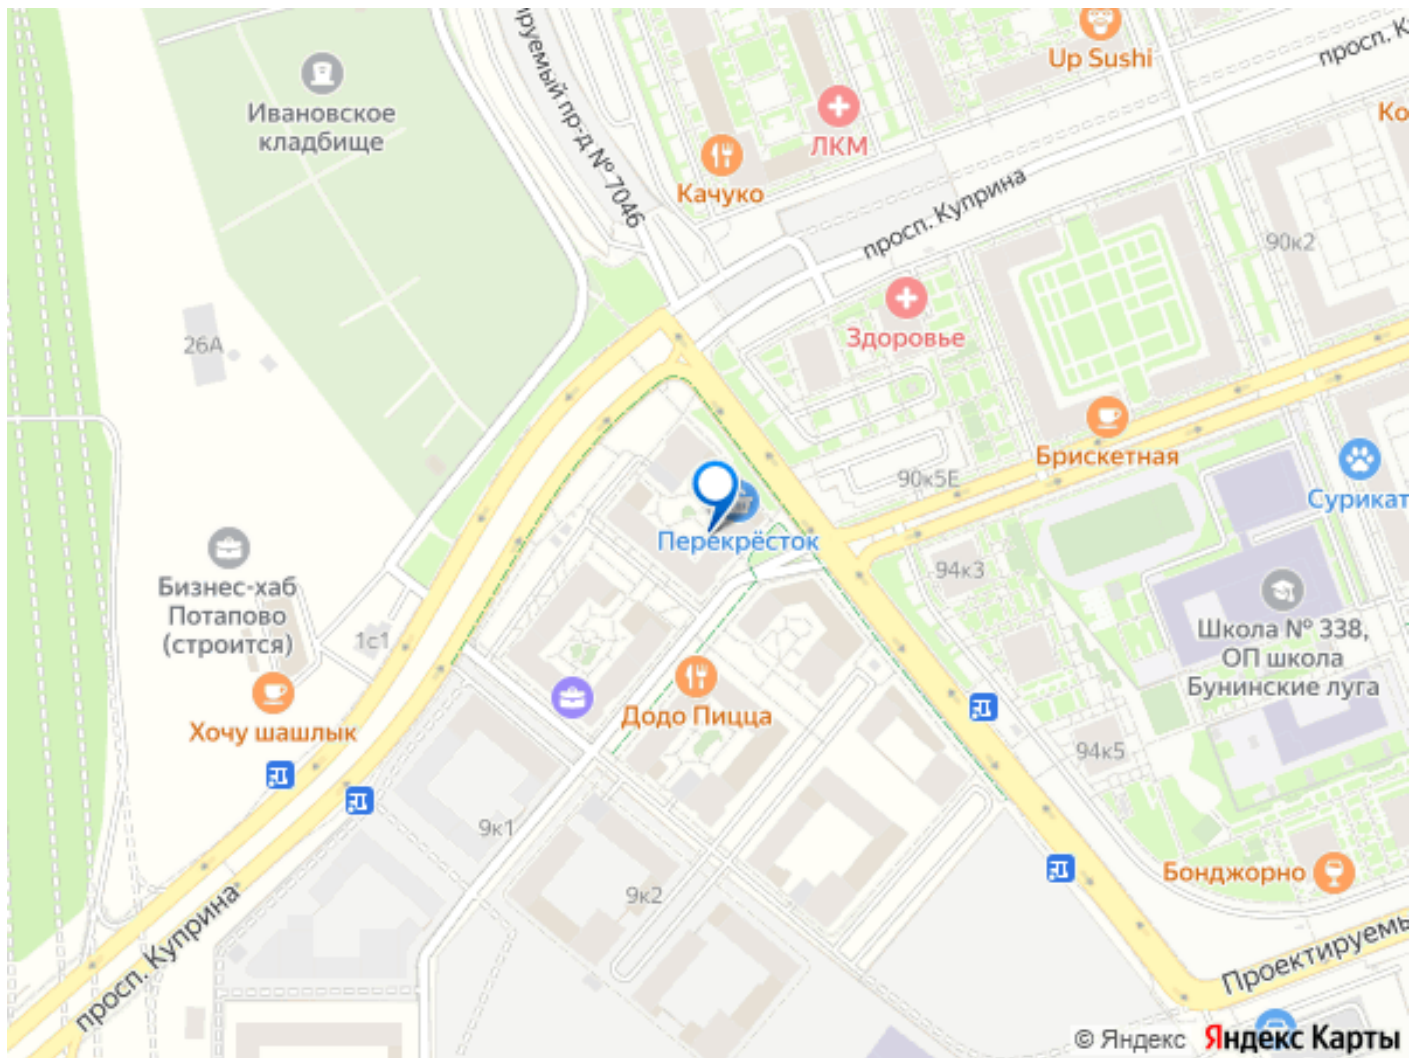 Up Sushi
просп. К
Ивановское
кладбище
руемый пр-д № 7046
ЛКМ
Ко
Качуко
просп. Куприна
90к2
Здоровье
26А
Брискетная
90к5Е
Сурикат
Перекрёсток
94к3
Бизнес-хаб
Потапово
(строится)
1с1
Школа № 338,
ОП школа
Бунинские луга
Додо Пицца
Хочу шашлык
94к5
9к1
Бонджорно
9к2
просп. Куприна
Проектируемы
© Яндекс Яндекс Карты